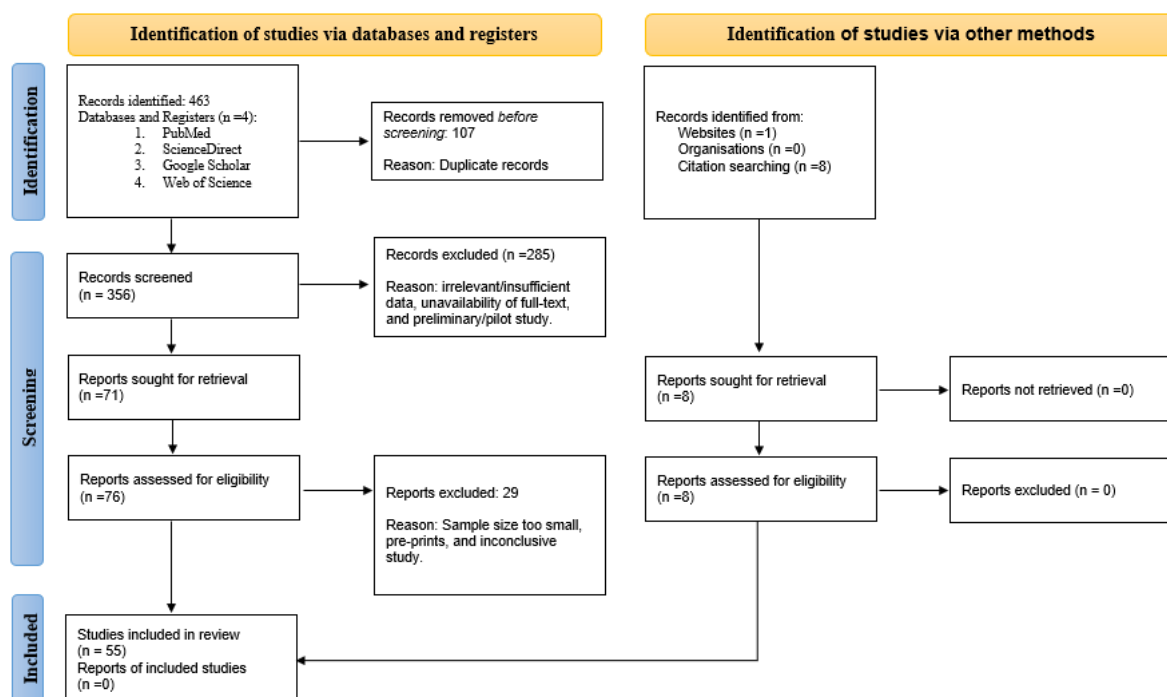 Identification of studies via databases and registers
Identification of studies via other methods
Identification
Records identified: 463
Databases and Registers (n =4):
1. PubMed
2. ScienceDirect
3. Google Scholar
4. Web of Science
Records removed before
screening: 107
Reason: Duplicate records
Records identified from:
Websites (n =1)
Organisations (n =0)
Citation searching (n =8)
Screening
Records screened
(n = 356)
Records excluded (n =285)
Reason: irrelevant/insufficient
data, unavailability of full-text,
and preliminary/pilot study.
Reports sought for retrieval
(n =71)
Reports sought for retrieval
(n =8)
Reports not retrieved (n =0)
Reports assessed for eligibility
(n =76)
Reports excluded: 29
Reason: Sample size too small,
pre-prints, and inconclusive
study.
Reports assessed for eligibility
(n =8)
Reports excluded (n = 0)
Included
Studies included in review
(n = 55)
Reports of included studies
(n =0)